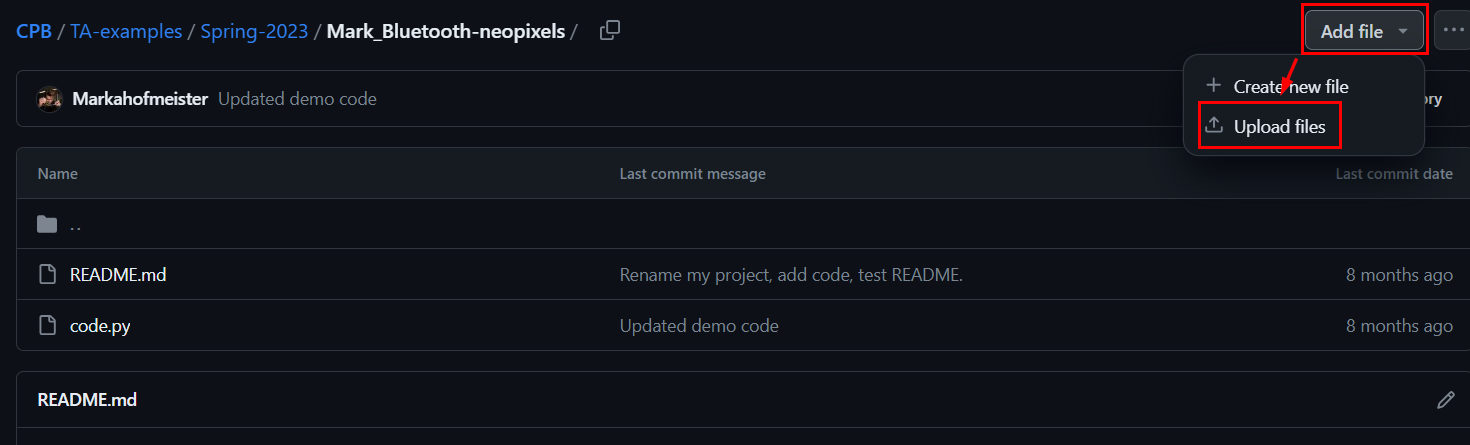 CPB / TA-examples / Spring-2023 / Mark_Bluetooth-neopixels /
Add file
Create new file
Upload files
Markahofmeister Updated demo code
Name Last commit message Last commit date
..
README.md Rename my project, add code, test README. 8 months ago
code.py Updated demo code 8 months ago
README.md